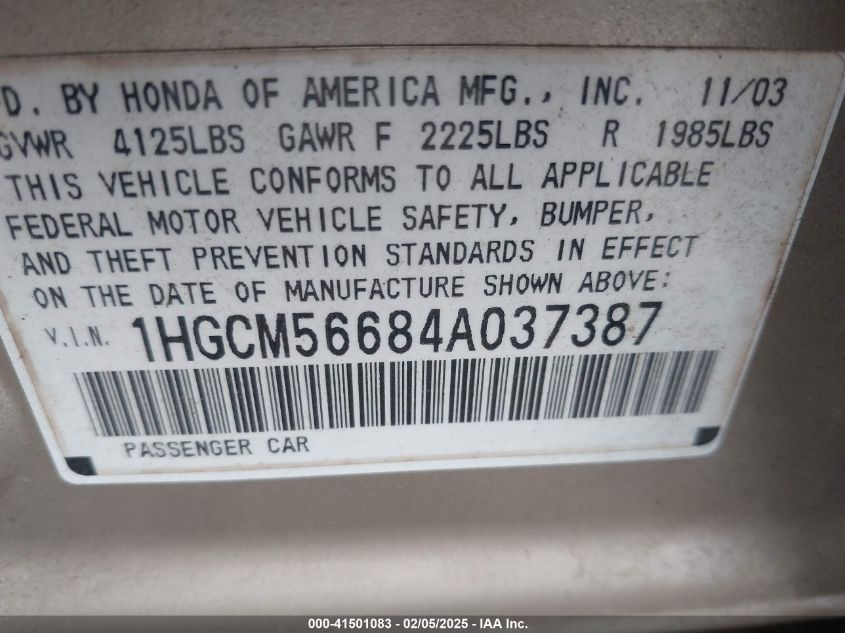 D. BY HONDA OF AMERICA MFG., INC. 11/03
GVWR 4125LBS GAWR F 2225LBS R 1985LBS
THIS VEHICLE CONFORMS TO ALL APPLICABLE
FEDERAL MOTOR VEHICLE SAFETY, BUMPER,
AND THEFT PREVENTION STANDARDS IN EFFECT
ON THE DATE OF MANUFACTURE SHOWN ABOVE:
V.I.N. 1HGCM56684A037387
PASSENGER CAR
000-41501083 - 02/05/2025 - IAA Inc.